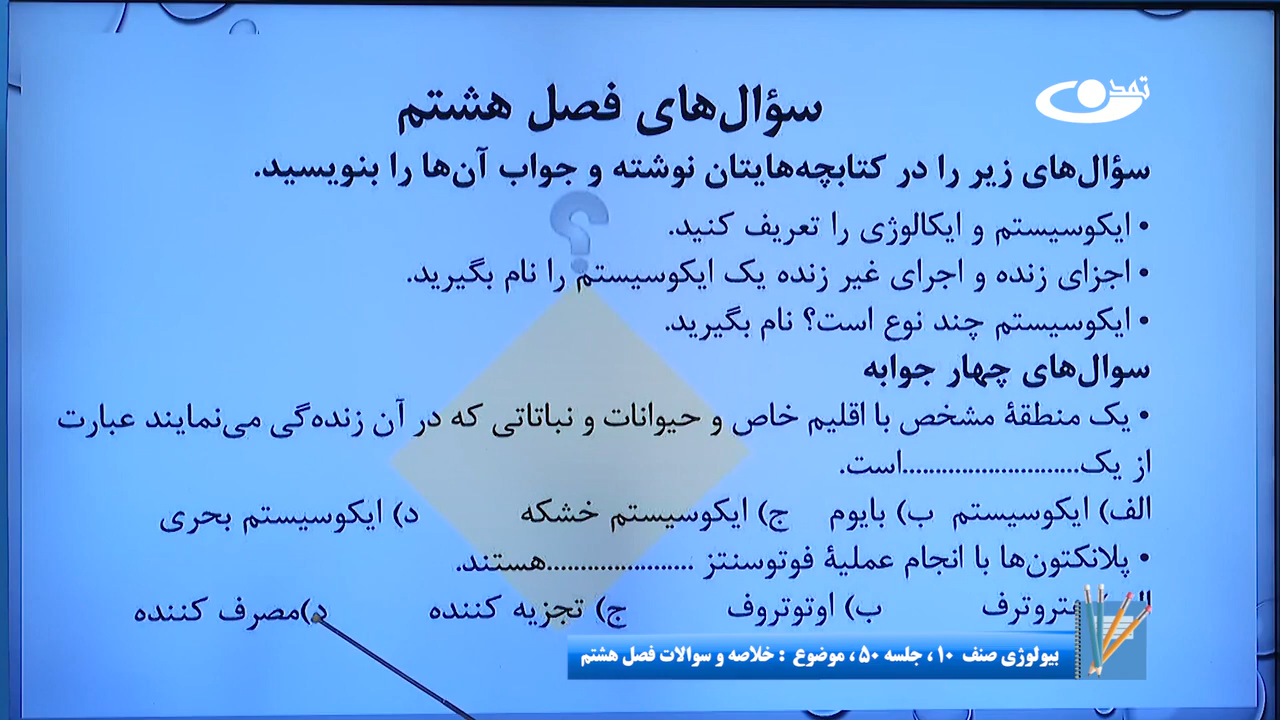 تمدن
سؤال‌های فصل هشتم
سؤال‌های زیر را در کتابچه‌هایتان نوشته و جواب آن‌ها را بنویسید.
• ایکوسیستم و ایکالوژی را تعریف کنید.
• اجزای زنده و اجرای غیر زنده یک ایکوسیستم را نام بگیرید.
• ایکوسیستم چند نوع است؟ نام بگیرید.
سوال‌های چهار جوابه
• یک منطقهٔ مشخص با اقلیم خاص و حیوانات و نباتاتی که در آن زنده‌گی می‌نمایند عبارت
از یک...........................است.
الف) ایکوسیستم ب) بایوم ج) ایکوسیستم خشکه د) ایکوسیستم بحری
• پلانکتون‌ها با انجام عملیهٔ فوتوسنتز ......................هستند.
ب) اوتوتروف ج) تجزیه کننده د)مصرف کننده
بیولوژی صنف ۱۰، جلسه ۵۰، موضوع : خلاصه و سوالات فصل هشتم